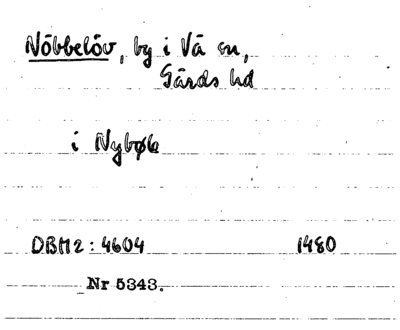 Nöbbelöv, by i Vä sn,
Gärds hd
i Nybøle
DBM2: 4604 1480
Nr 5343.